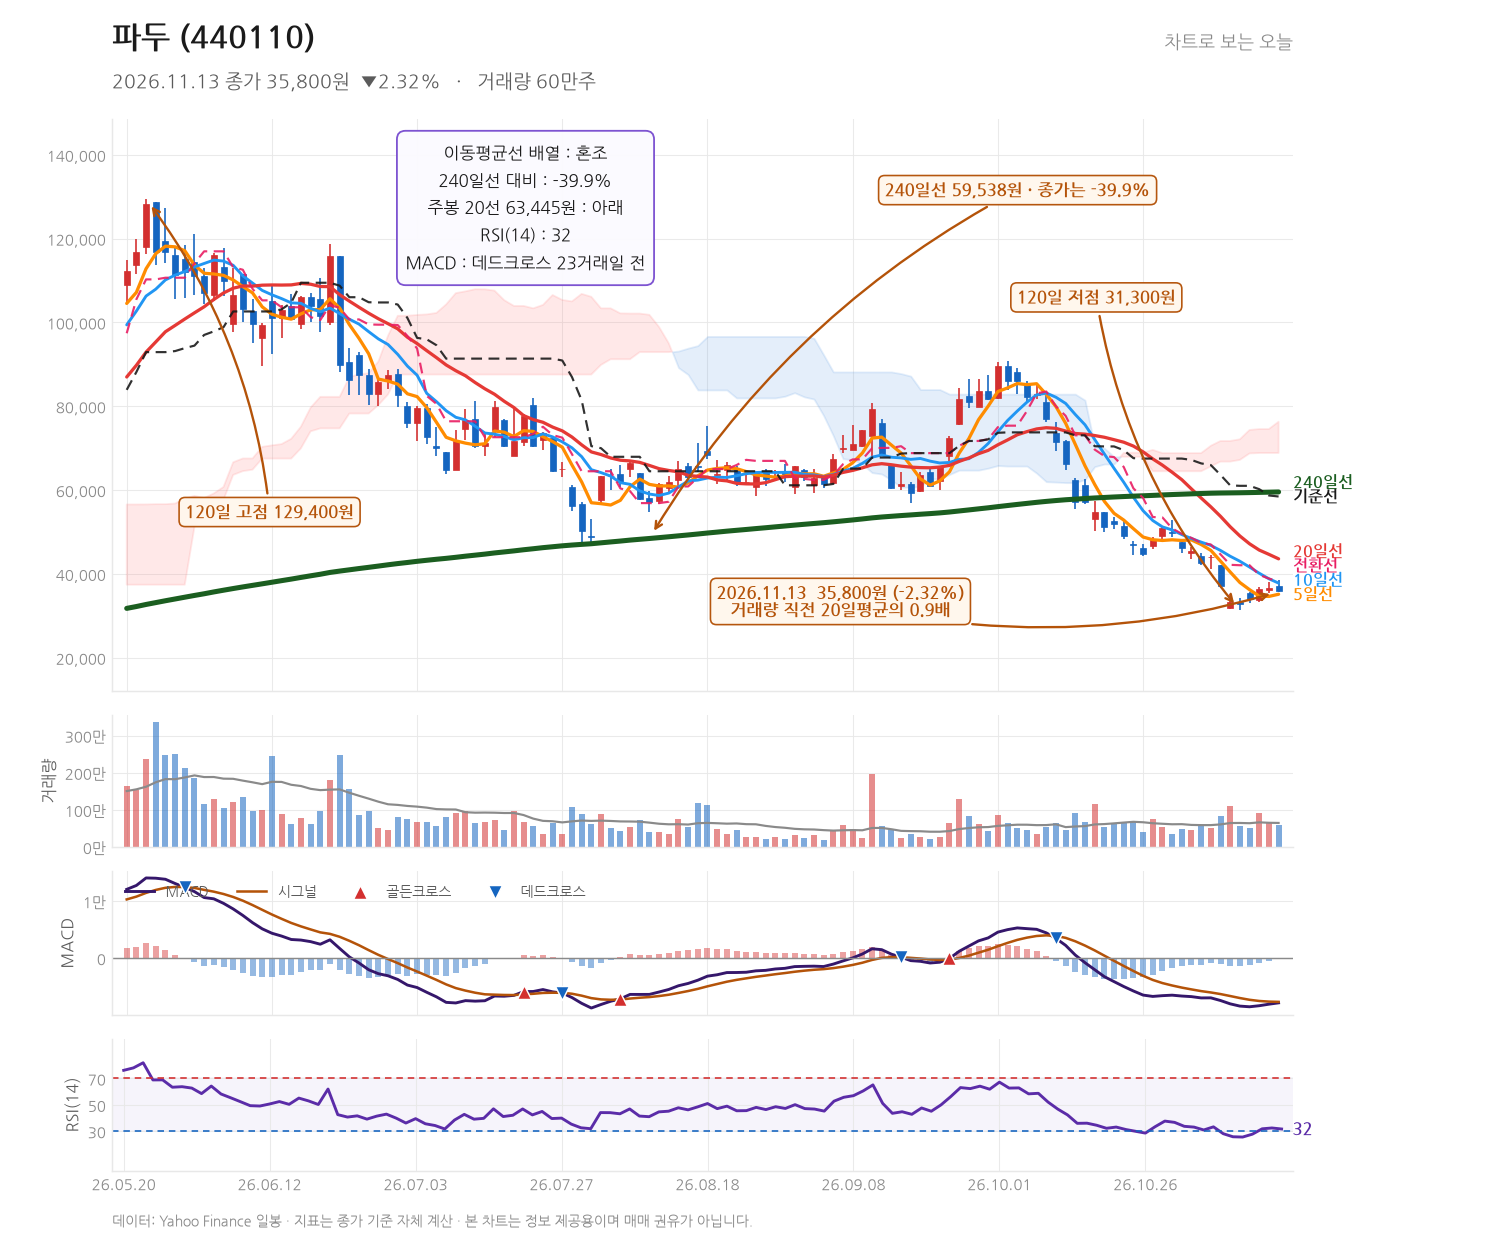 파두 (440110)
차트로 보는 오늘
2026.11.13 종가 35,800원 ▼2.32% · 거래량 60만주
이동평균선 배열 : 혼조
240일선 대비 : -39.9%
주봉 20선 63,445원 : 아래
RSI(14) : 32
MACD : 데드크로스 23거래일 전
240일선 59,538원 · 종가는 -39.9%
120일 저점 31,300원
120일 고점 129,400원
2026.11.13 35,800원 (-2.32%)
거래량 직전 20일평균의 0.9배
140,000
120,000
100,000
80,000
60,000
40,000
20,000
240일선
기준선
20일선
전환선
10일선
5일선
거래량
300만
200만
100만
0만
MACD
1만
0
MACD 시그널 골든크로스 데드크로스
RSI(14)
70
50
30
32
26.05.20 26.06.12 26.07.03 26.07.27 26.08.18 26.09.08 26.10.01 26.10.26
데이터: Yahoo Finance 일봉 · 지표는 종가 기준 자체 계산 · 본 차트는 정보 제공용이며 매매 권유가 아닙니다.